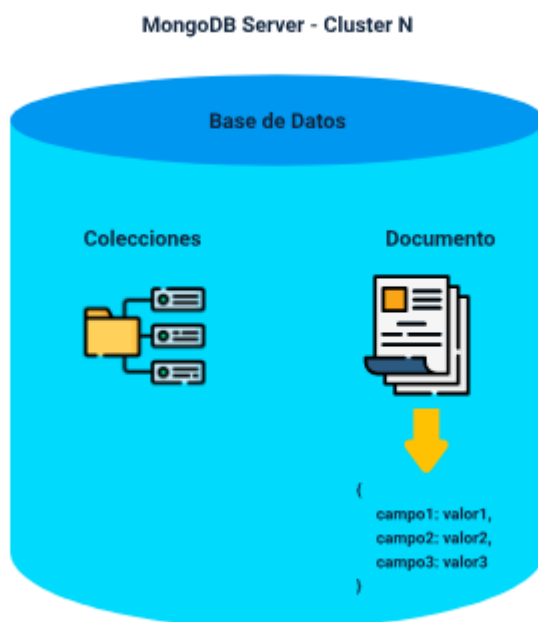 MongoDB Server - Cluster N
Base de Datos
Colecciones
Documento
{
campo1: valor1,
campo2: valor2,
campo3: valor3
}